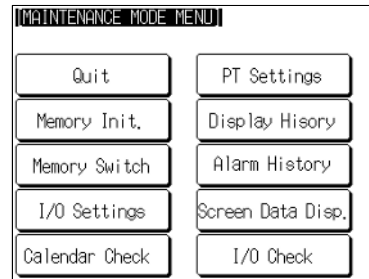 [MAINTENANCE MODE MENU]
Quit
PT Settings
Memory Init.
Display Hisory
Memory Switch
Alarm History
I/O Settings
Screen Data Disp.
Calendar Check
I/O Check